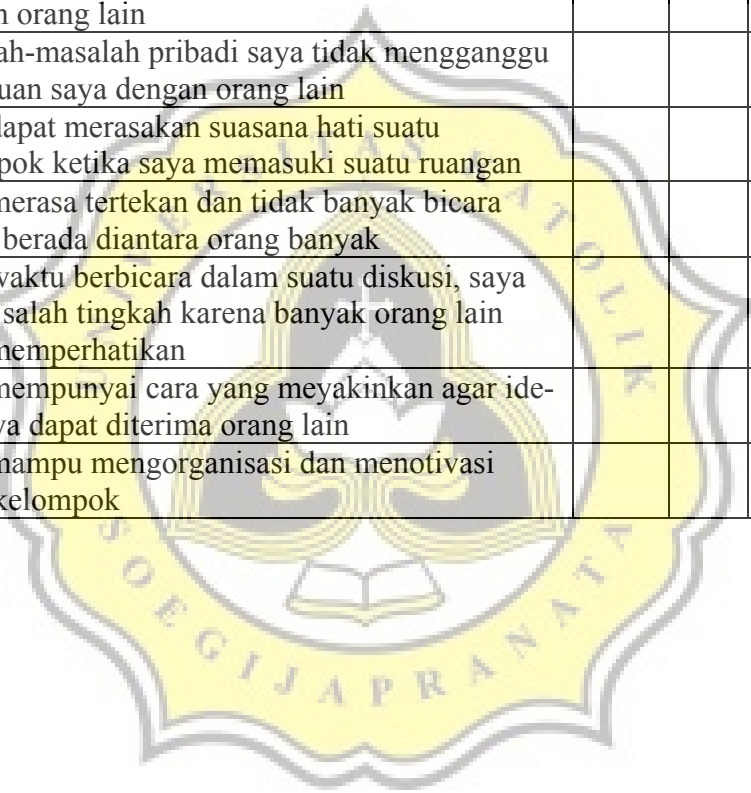 n orang lain
ah-masalah pribadi saya tidak mengganggu
uan saya dengan orang lain
dapat merasakan suasana hati suatu
pok ketika saya memasuki suatu ruangan
merasa tertekan dan tidak banyak bicara
berada diantara orang banyak
waktu berbicara dalam suatu diskusi, saya
salah tingkah karena banyak orang lain
memperhatikan
mempunyai cara yang meyakinkan agar ide-
ya dapat diterima orang lain
mampu mengorganisasi dan menotivasi
kelompok
UNIVERSITAS KATOLIK
SOEGIJAPRANATA